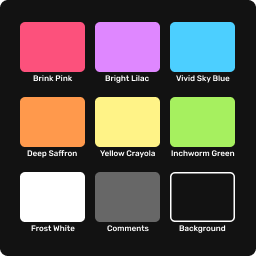 Brink Pink
Bright Lilac
Vivid Sky Blue
Deep Saffron
Yellow Crayola
Inchworm Green
Frost White
Comments
Background